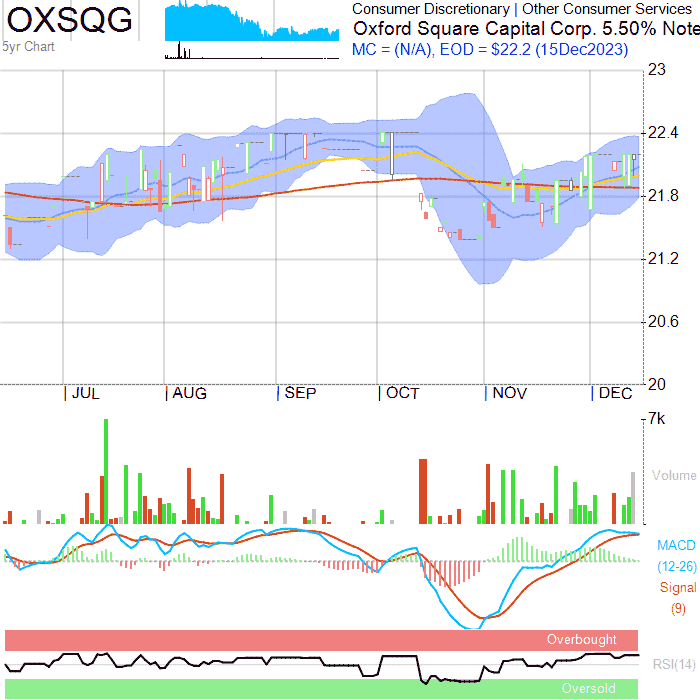 OXSQG
5yr Chart
Consumer Discretionary | Other Consumer Services
Oxford Square Capital Corp. 5.50% Note
MC = (N/A), EOD = $22.2 (15Dec2023)
23
22.4
21.8
21.2
20.6
20
JUL AUG SEP OCT NOV DEC
7k
Volume
MACD
(12-26)
Signal
(9)
Overbought
RSI(14)
Oversold